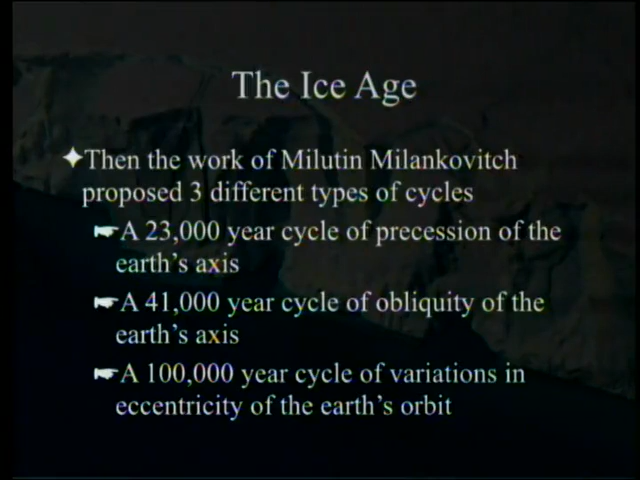 The Ice Age
Then the work of Milutin Milankovitch
proposed 3 different types of cycles
A 23,000 year cycle of precession of the
earth's axis
A 41,000 year cycle of obliquity of the
earth's axis
A 100,000 year cycle of variations in
eccentricity of the earth's orbit